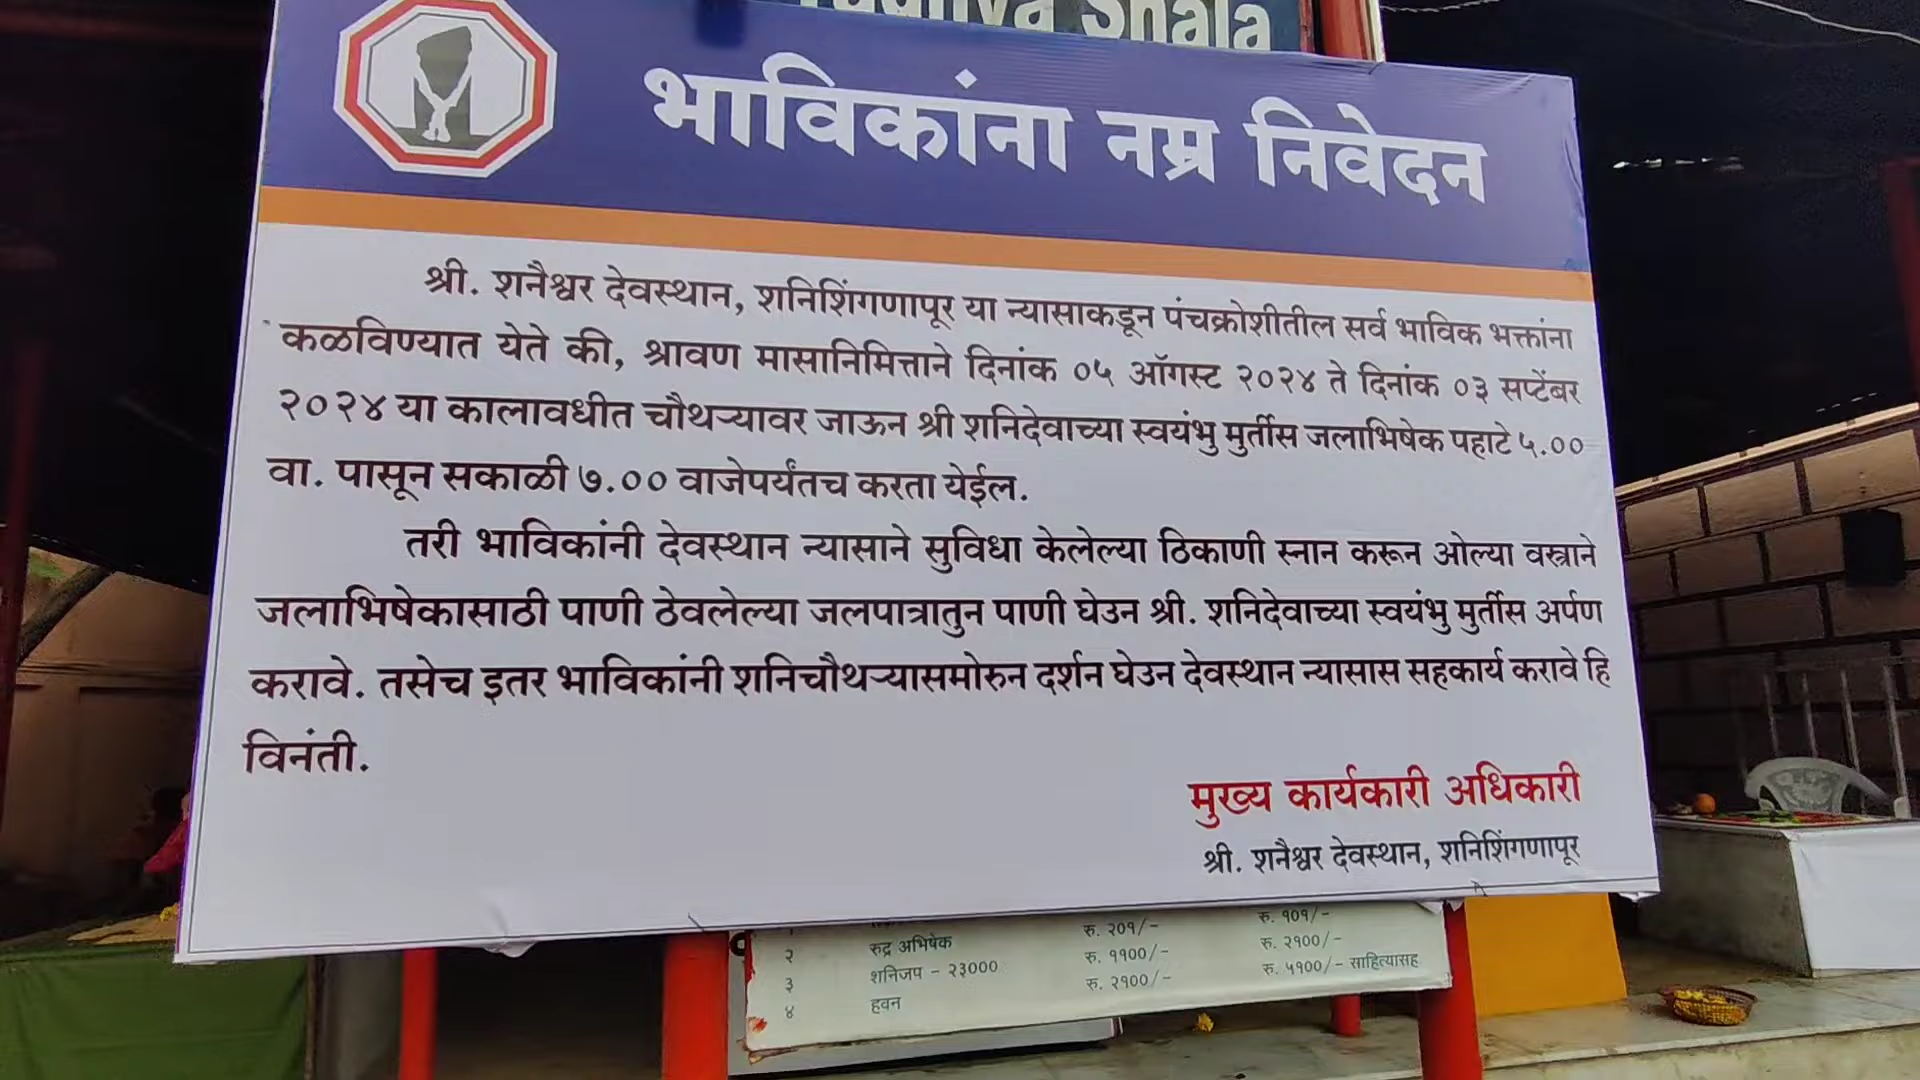 Shala
भाविकांना नम्र निवेदन
श्री. शनैश्वर देवस्थान, शनिशिंगणापूर या न्यासाकडून पंचक्रोशीतील सर्व भाविक भक्तांना
कळविण्यात येते की, श्रावण मासानिमित्ताने दिनांक ०५ ऑगस्ट २०२४ ते दिनांक ०३ सप्टेंबर
२०२४ या कालावधीत चौथऱ्यावर जाऊन श्री शनिदेवाच्या स्वयंभु मुर्तीस जलाभिषेक पहाटे ५.००
वा. पासून सकाळी ७.०० वाजेपर्यंतच करता येईल.
तरी भाविकांनी देवस्थान न्यासाने सुविधा केलेल्या ठिकाणी स्नान करून ओल्या वस्त्राने
जलाभिषेकासाठी पाणी ठेवलेल्या जलपात्रातुन पाणी घेउन श्री. शनिदेवाच्या स्वयंभु मुर्तीस अर्पण
करावे. तसेच इतर भाविकांनी शनिचौथऱ्यासमोरुन दर्शन घेउन देवस्थान न्यासास सहकार्य करावे हि
विनंती.
मुख्य कार्यकारी अधिकारी
श्री. शनैश्वर देवस्थान, शनिशिंगणापूर
रु. २०१/- रु. १०१/-
२ रुद्र अभिषेक रु. ११००/- रु. २१००/-
३ शनिजप - २३००० रु. २१००/- रु. ५१००/- साहित्यासह
४ हवन